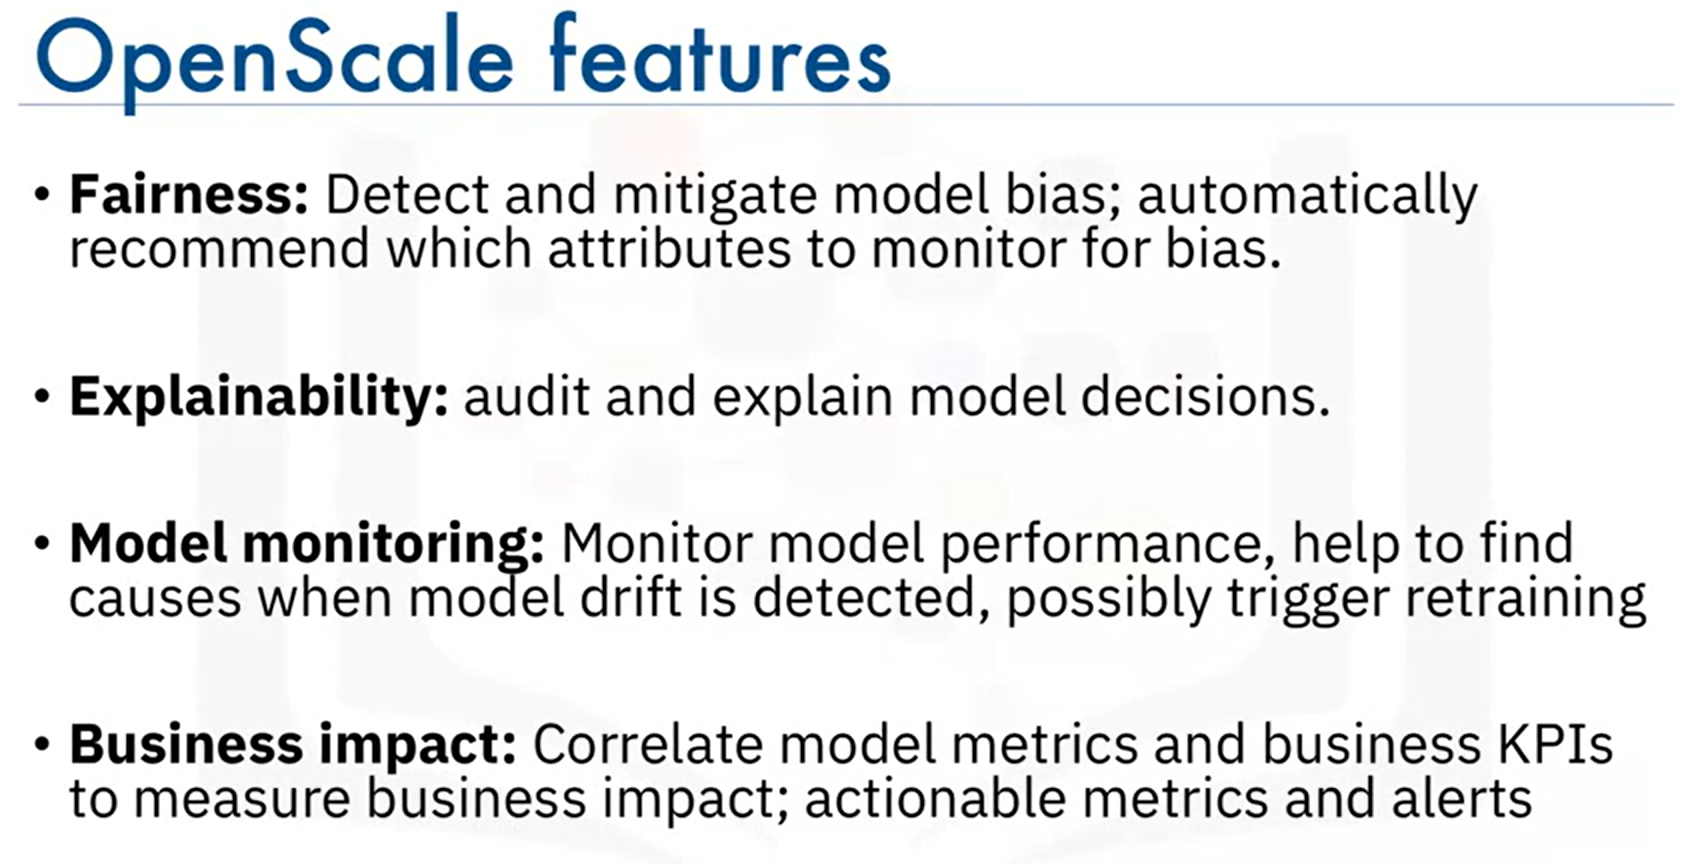 OpenScale features
• Fairness: Detect and mitigate model bias; automatically
recommend which attributes to monitor for bias.
• Explainability: audit and explain model decisions.
• Model monitoring: Monitor model performance, help to find
causes when model drift is detected, possibly trigger retraining
• Business impact: Correlate model metrics and business KPIs
to measure business impact; actionable metrics and alerts